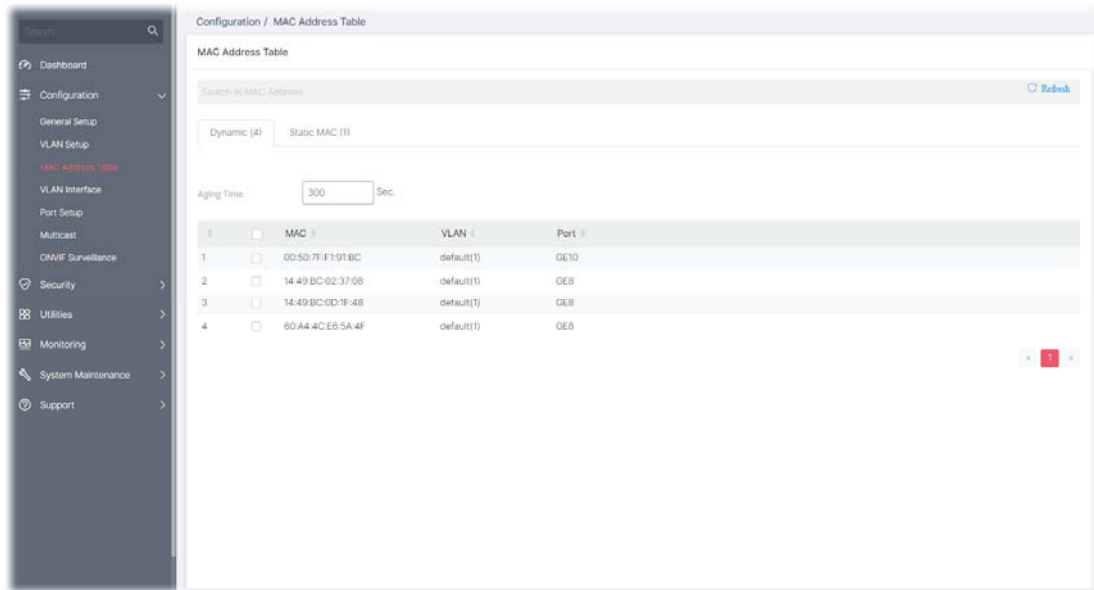 Search...
Configuration / MAC Address Table
MAC Address Table
Dashboard
Configuration
General Setup
VLAN Setup
MAC Address Table
VLAN Interface
Port Setup
Multicast
ONVIF Surveillance
Security
Utilities
Monitoring
System Maintenance
Support
Search in MAC Address
Refresh
Dynamic (4) Static MAC (1)
Aging Time 300 Sec.
MAC VLAN Port
1 00:50:7F:F1:91:BC default(1) GE10
2 14:49:BC:02:37:08 default(1) GE8
3 14:49:BC:0D:1F:48 default(1) GE8
4 60:A4:4C:E6:5A:4F default(1) GE8
« 1 »